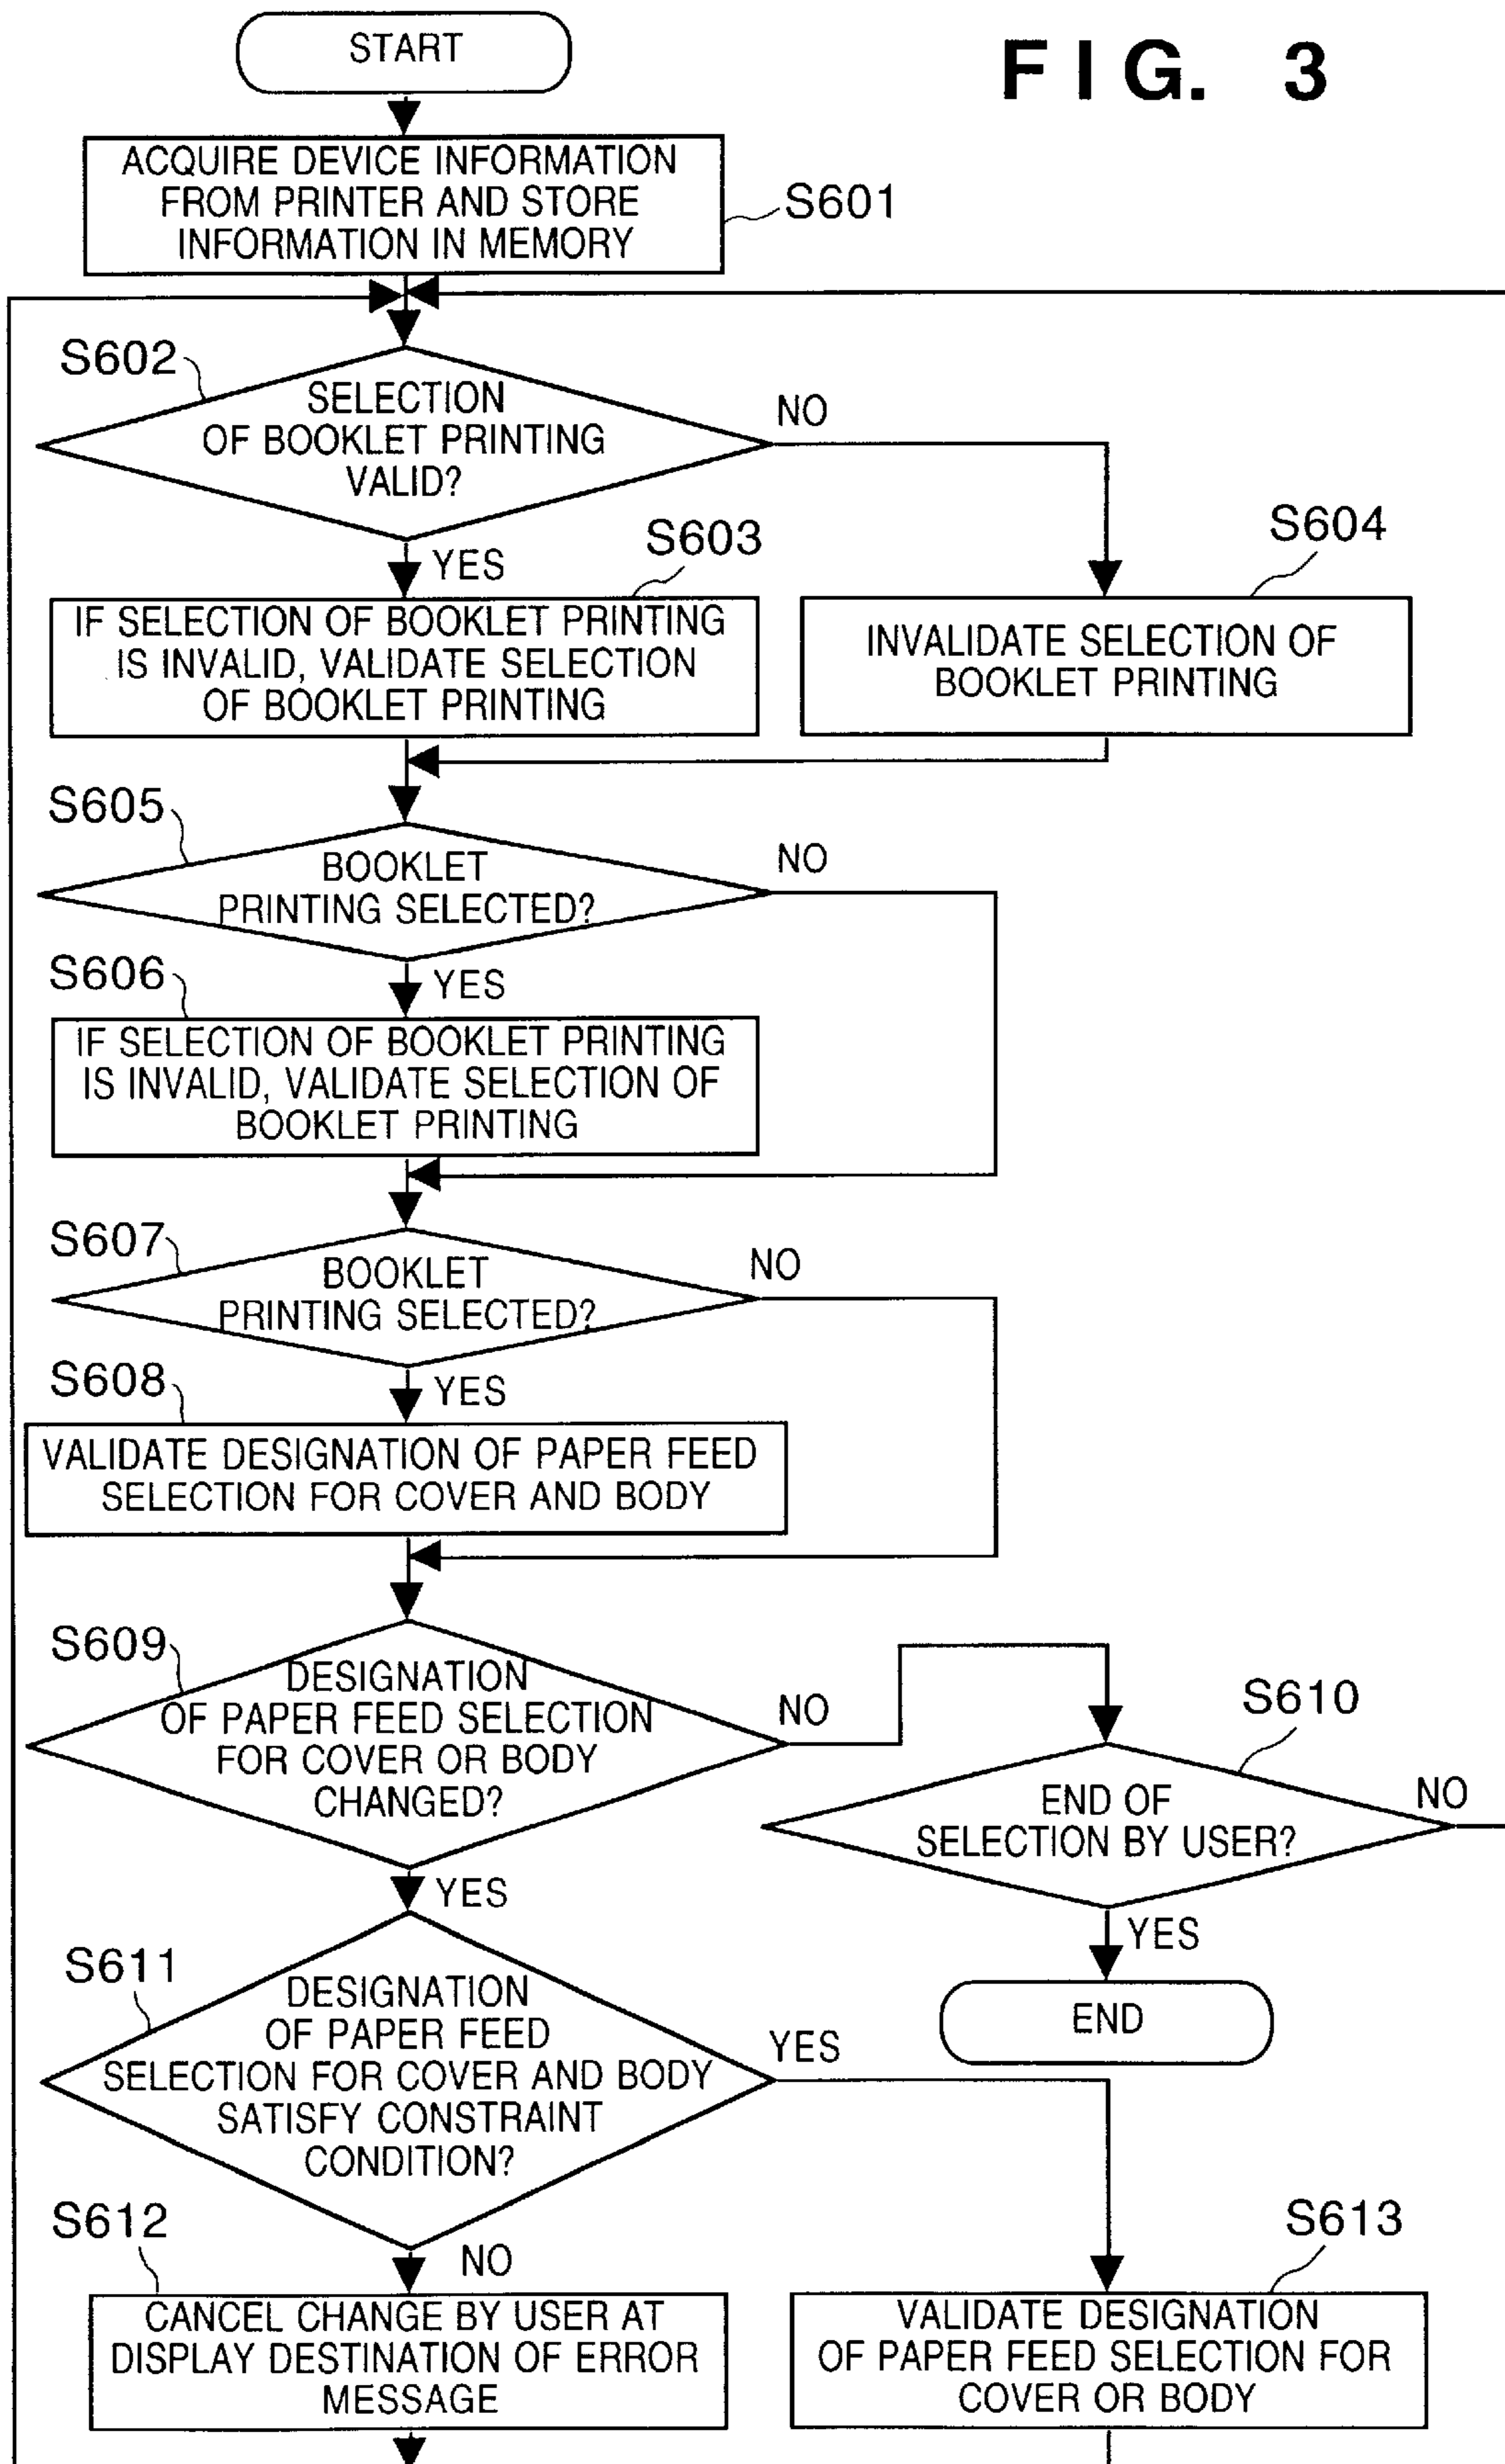 START
FIG. 3
ACQUIRE DEVICE INFORMATION
FROM PRINTER AND STORE
INFORMATION IN MEMORY
S601
S602
SELECTION
OF BOOKLET PRINTING
VALID?
NO
YES
S603
S604
IF SELECTION OF BOOKLET PRINTING
IS INVALID, VALIDATE SELECTION
OF BOOKLET PRINTING
INVALIDATE SELECTION OF
BOOKLET PRINTING
S605
BOOKLET
PRINTING SELECTED?
NO
YES
S606
IF SELECTION OF BOOKLET PRINTING
IS INVALID, VALIDATE SELECTION OF
BOOKLET PRINTING
S607
BOOKLET
PRINTING SELECTED?
NO
YES
S608
VALIDATE DESIGNATION OF PAPER FEED
SELECTION FOR COVER AND BODY
S609
DESIGNATION
OF PAPER FEED SELECTION
FOR COVER OR BODY
CHANGED?
NO
YES
S610
END OF
SELECTION BY USER?
NO
YES
END
S611
DESIGNATION
OF PAPER FEED
SELECTION FOR COVER AND BODY
SATISFY CONSTRAINT
CONDITION?
YES
NO
S612
CANCEL CHANGE BY USER AT
DISPLAY DESTINATION OF ERROR
MESSAGE
S613
VALIDATE DESIGNATION
OF PAPER FEED SELECTION FOR
COVER OR BODY